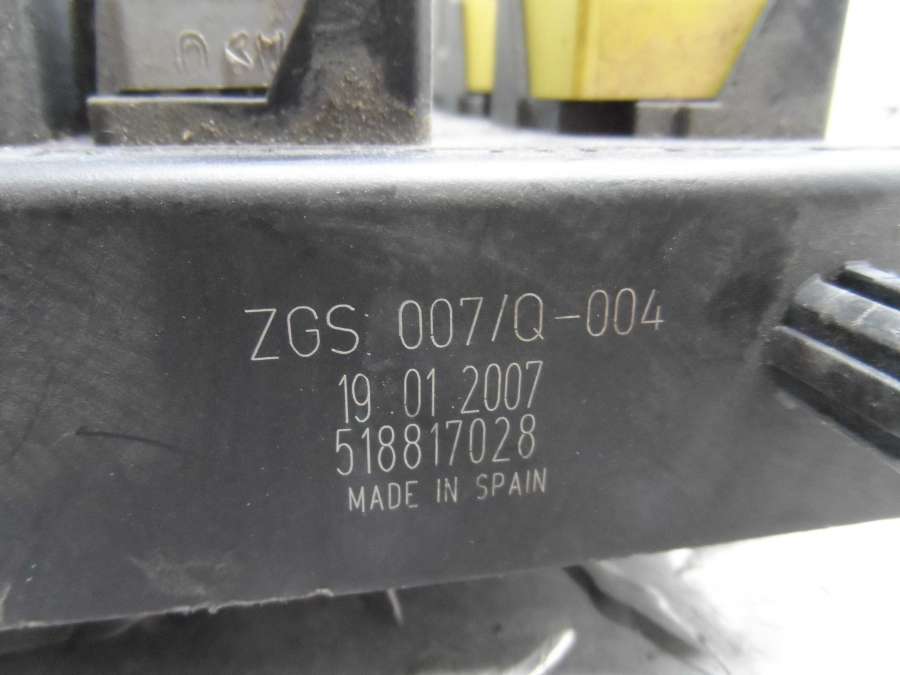 ZGS 007/Q-004
19.01.2007
518817028
MADE IN SPAIN